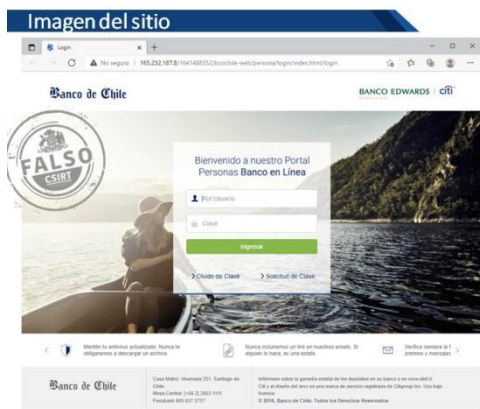 Imagen del sitio
Login
No seguro | 165.232.187.8/1641488352/bcochile-web/persona/login/index.html/login
Banco de Chile
BANCO EDWARDS | citi
FALSO
CSIRT
Bienvenido a nuestro Portal
Personas Banco en Línea
Rut Usuario
Clave
Ingresar
Olvido de Clave
Solicitud de Clave
Mantén tu antivirus actualizado. Nunca te
obligaremos a descargar un archivo.
Nunca incluiremos un link en nuestros emails. Si
alguien lo hace, es una estafa.
Verifica siempre la
premios y mensajes
Banco de Chile
Casa Matriz: Ahumada 251, Santiago de
Chile
Mesa Central: (+56 2) 2653 1111
Fonobank 600 637 3737
Infórmese sobre la garantía estatal de los depósitos en su banco o en www.sbif.cl
Citi y el diseño del arco es una marca de servicio registrada de Citigroup Inc. Uso bajo
licencia
© 2018, Banco de Chile. Todos los Derechos Reservados